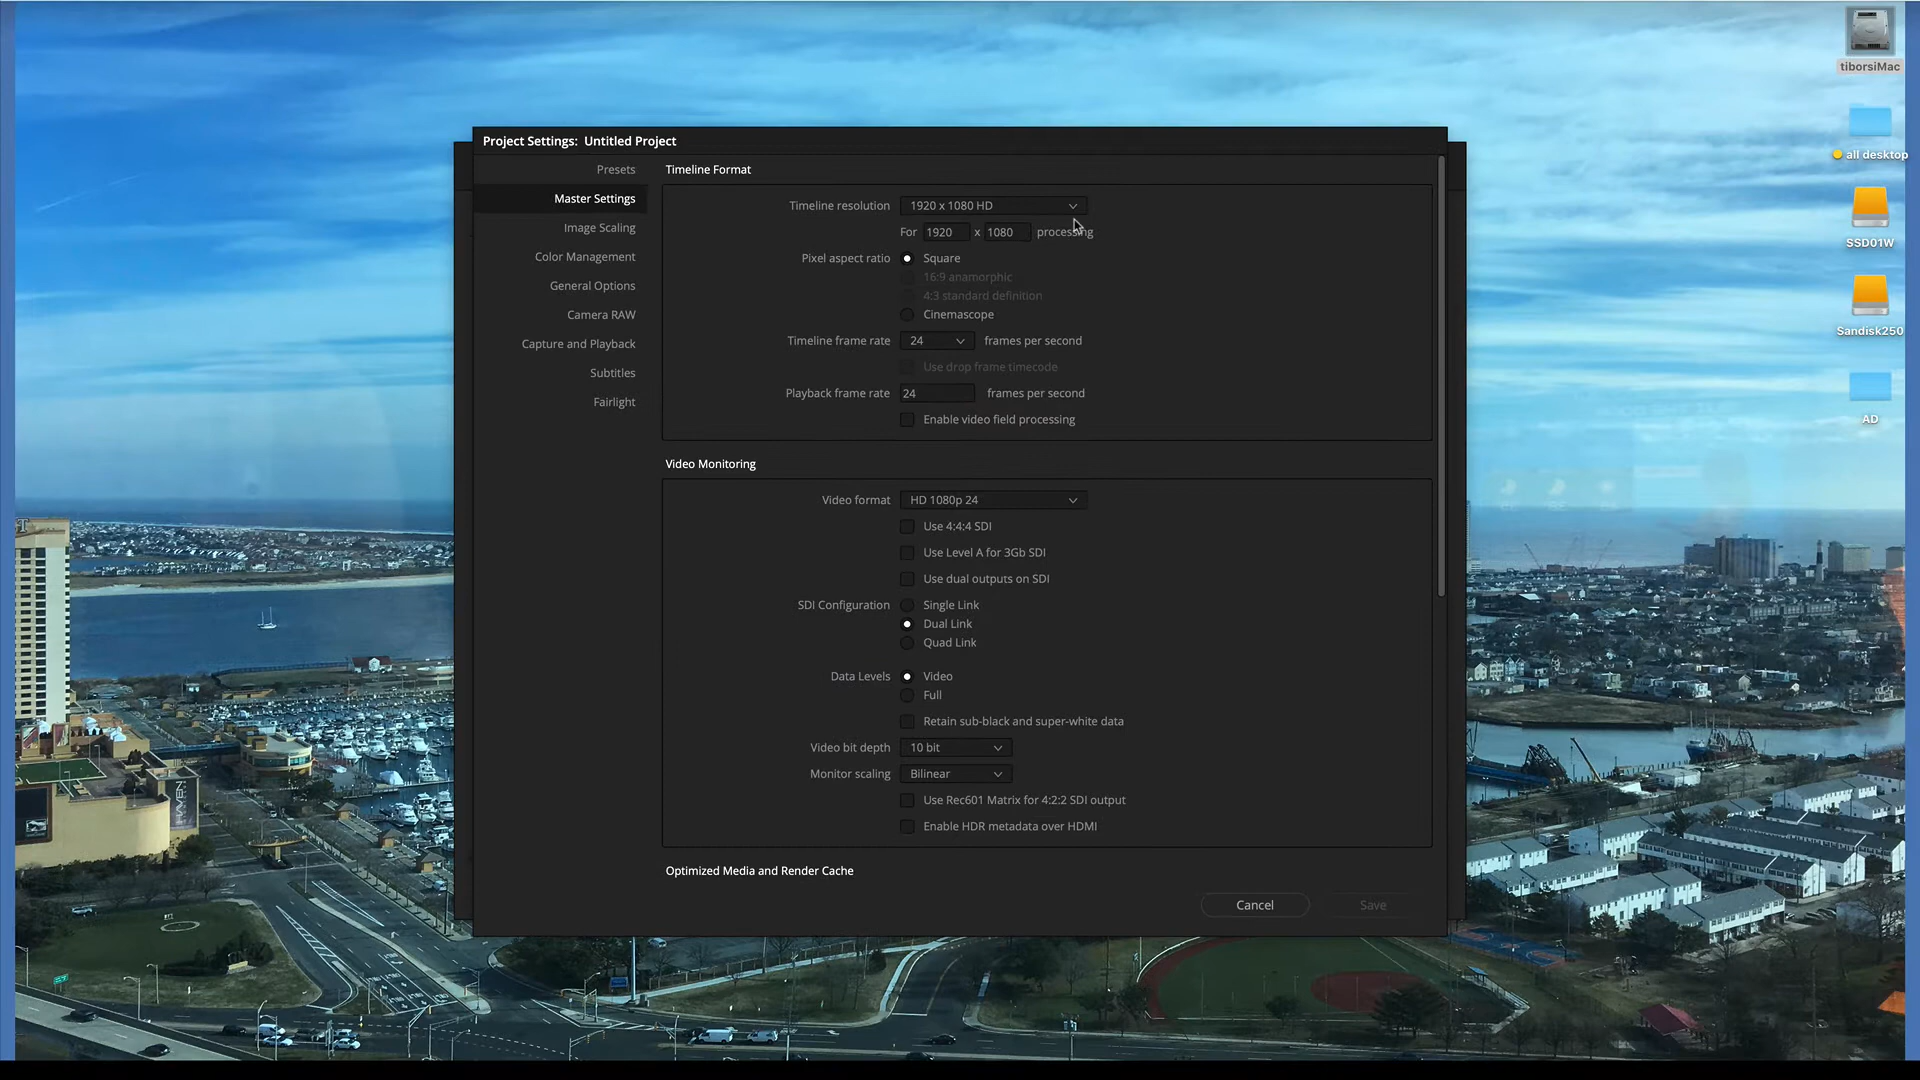 tiborsiMac
all desktop
SSD01W
Sandisk250
AD
Project Settings: Untitled Project
Presets
Master Settings
Image Scaling
Color Management
General Options
Camera RAW
Capture and Playback
Subtitles
Fairlight
Timeline Format
Timeline resolution 1920 x 1080 HD
For 1920 x 1080 processing
Pixel aspect ratio Square
16:9 anamorphic
4:3 standard definition
Cinemascope
Timeline frame rate 24 frames per second
Use drop frame timecode
Playback frame rate 24 frames per second
Enable video field processing
Video Monitoring
Video format HD 1080p 24
Use 4:4:4 SDI
Use Level A for 3Gb SDI
Use dual outputs on SDI
SDI Configuration Single Link
Dual Link
Quad Link
Data Levels Video
Full
Retain sub-black and super-white data
Video bit depth 10 bit
Monitor scaling Bilinear
Use Rec601 Matrix for 4:2:2 SDI output
Enable HDR metadata over HDMI
Optimized Media and Render Cache
Cancel Save